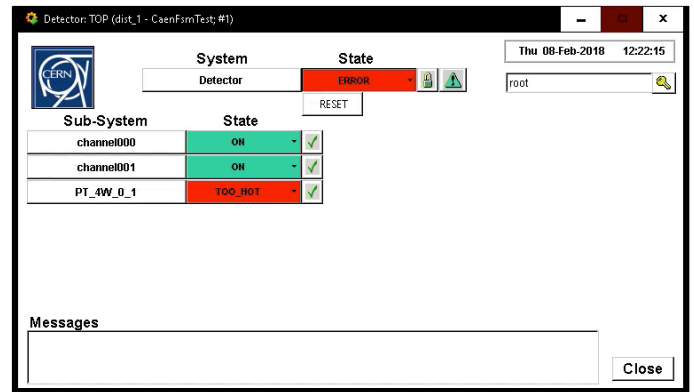 Detector: TOP (dist_1 - CaenFsmTest; #1)
Thu 08-Feb-2018 12:22:15
CERN
System State
Detector ERROR
root
RESET
Sub-System State
channel000 ON
channel001 ON
PT_4W_0_1 TOO_HOT
Messages
Close